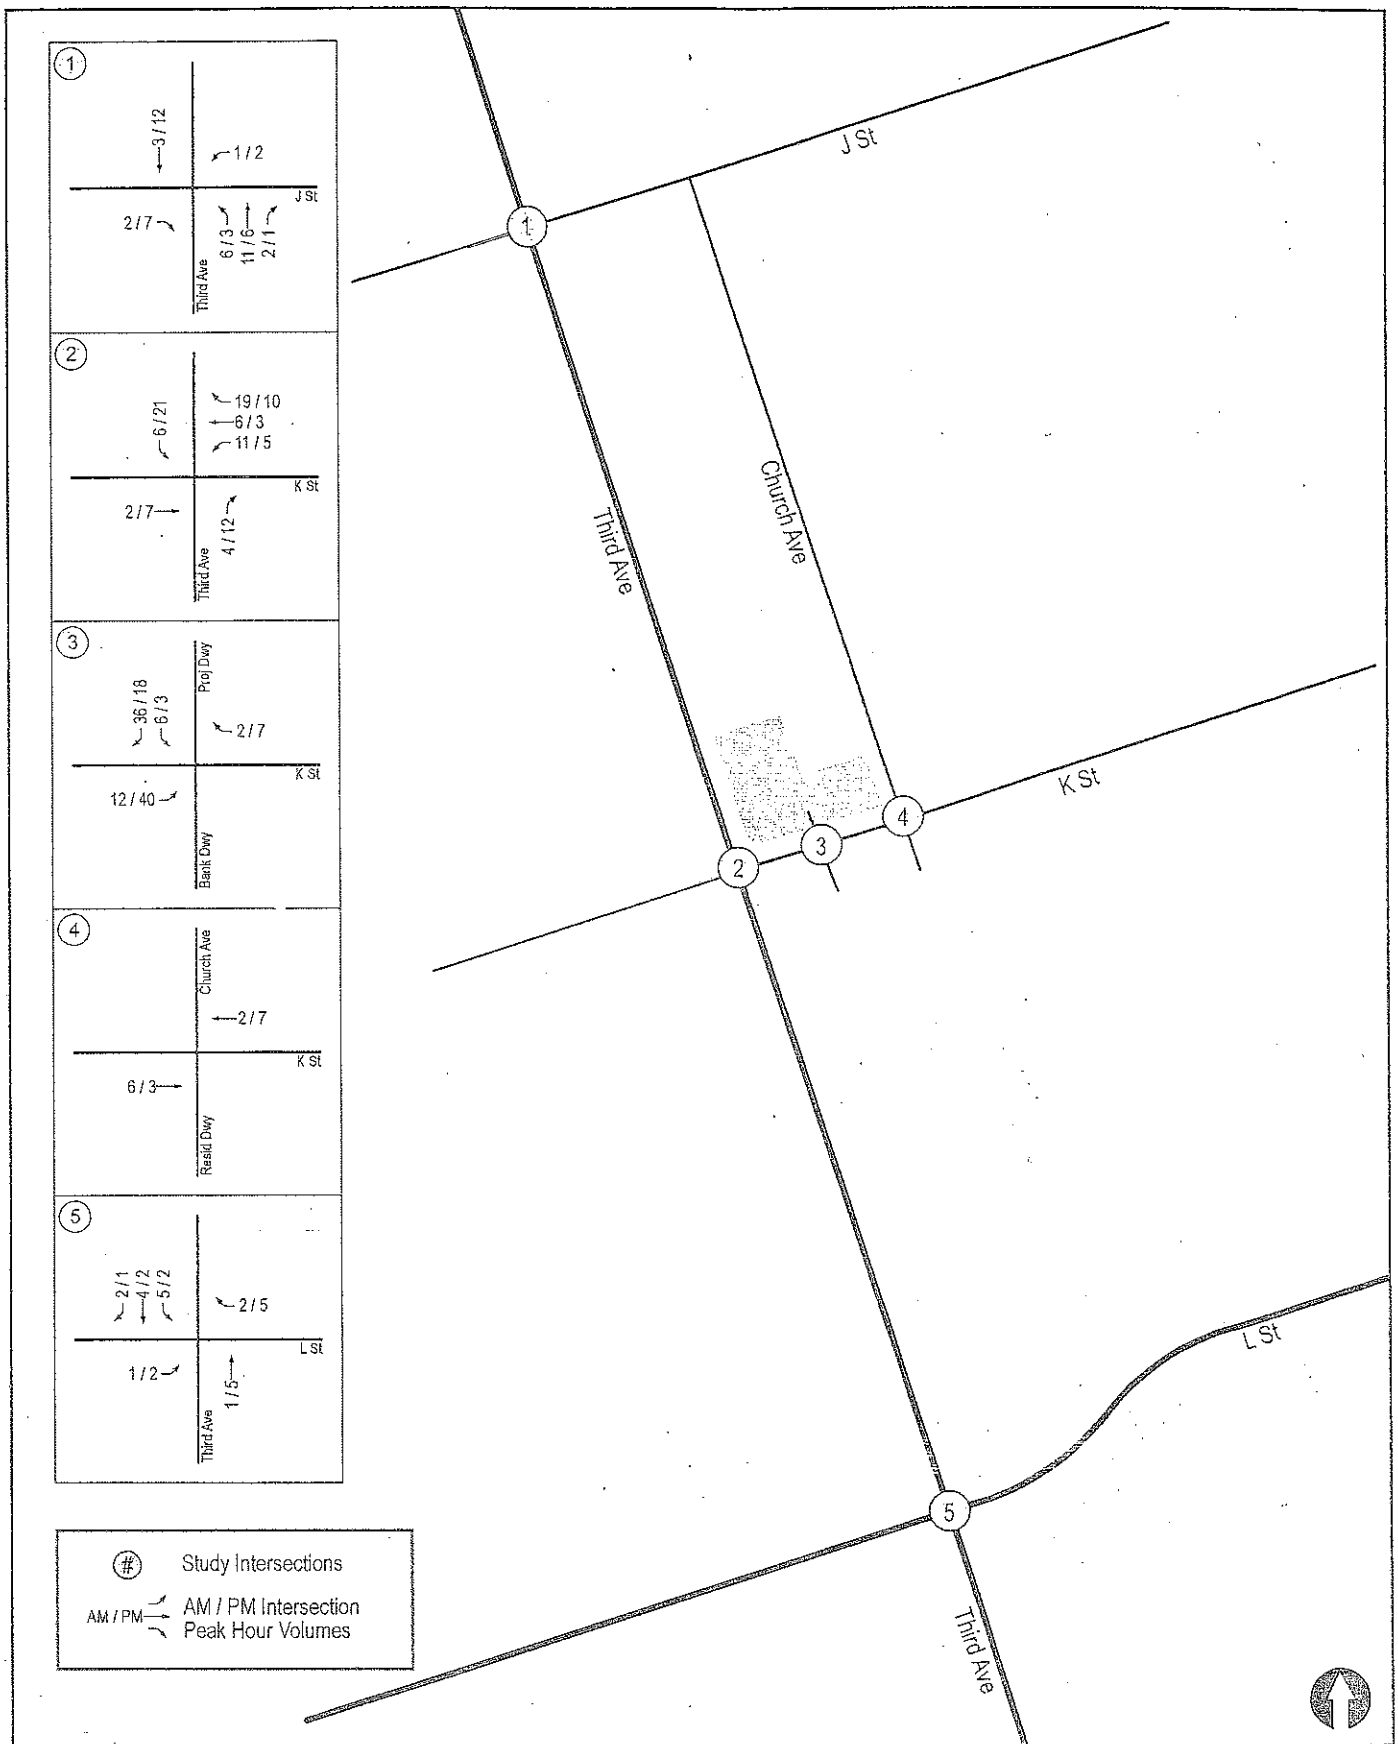 1
3 / 12
1 / 2
J St
2 / 7
6 / 3
11 / 6
2 / 1
Third Ave
2
6 / 21
19 / 10
6 / 3
11 / 5
K St
2 / 7
4 / 12
Third Ave
3
36 / 18
6 / 3
Proj Dwy
2 / 7
K St
12 / 40
Bank Dwy
4
Church Ave
2 / 7
K St
6 / 3
Resid Dwy
5
2 / 1
4 / 2
5 / 2
2 / 5
L St
1 / 2
1 / 5
Third Ave
# Study Intersections
AM / PM
AM / PM Intersection
Peak Hour Volumes
J St
1
Church Ave
Third Ave
K St
4
3
2
L St
5
Third Ave